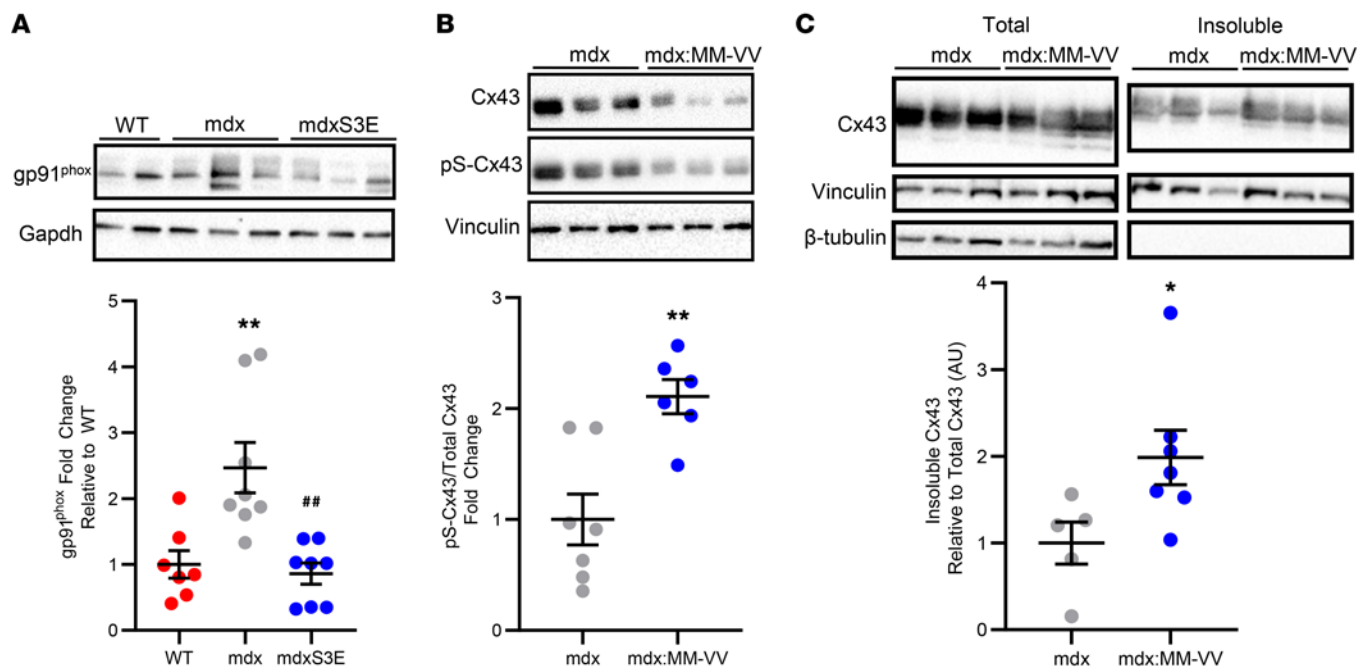 A
WT mdx mdxS3E
gp91phox
Gapdh
5
4
3
2
1
0
gp91phox Fold Change
Relative to WT
**
##
WT mdx mdxS3E
B
mdx mdx:MM-VV
Cx43
pS-Cx43
Vinculin
3
2
1
0
pS-Cx43/Total Cx43
Fold Change
**
mdx mdx:MM-VV
C
Total Insoluble
mdx mdx:MM-VV mdx mdx:MM-VV
Cx43
Vinculin
β-tubulin
4
3
2
1
0
Insoluble Cx43
Relative to Total Cx43 (AU)
*
mdx mdx:MM-VV